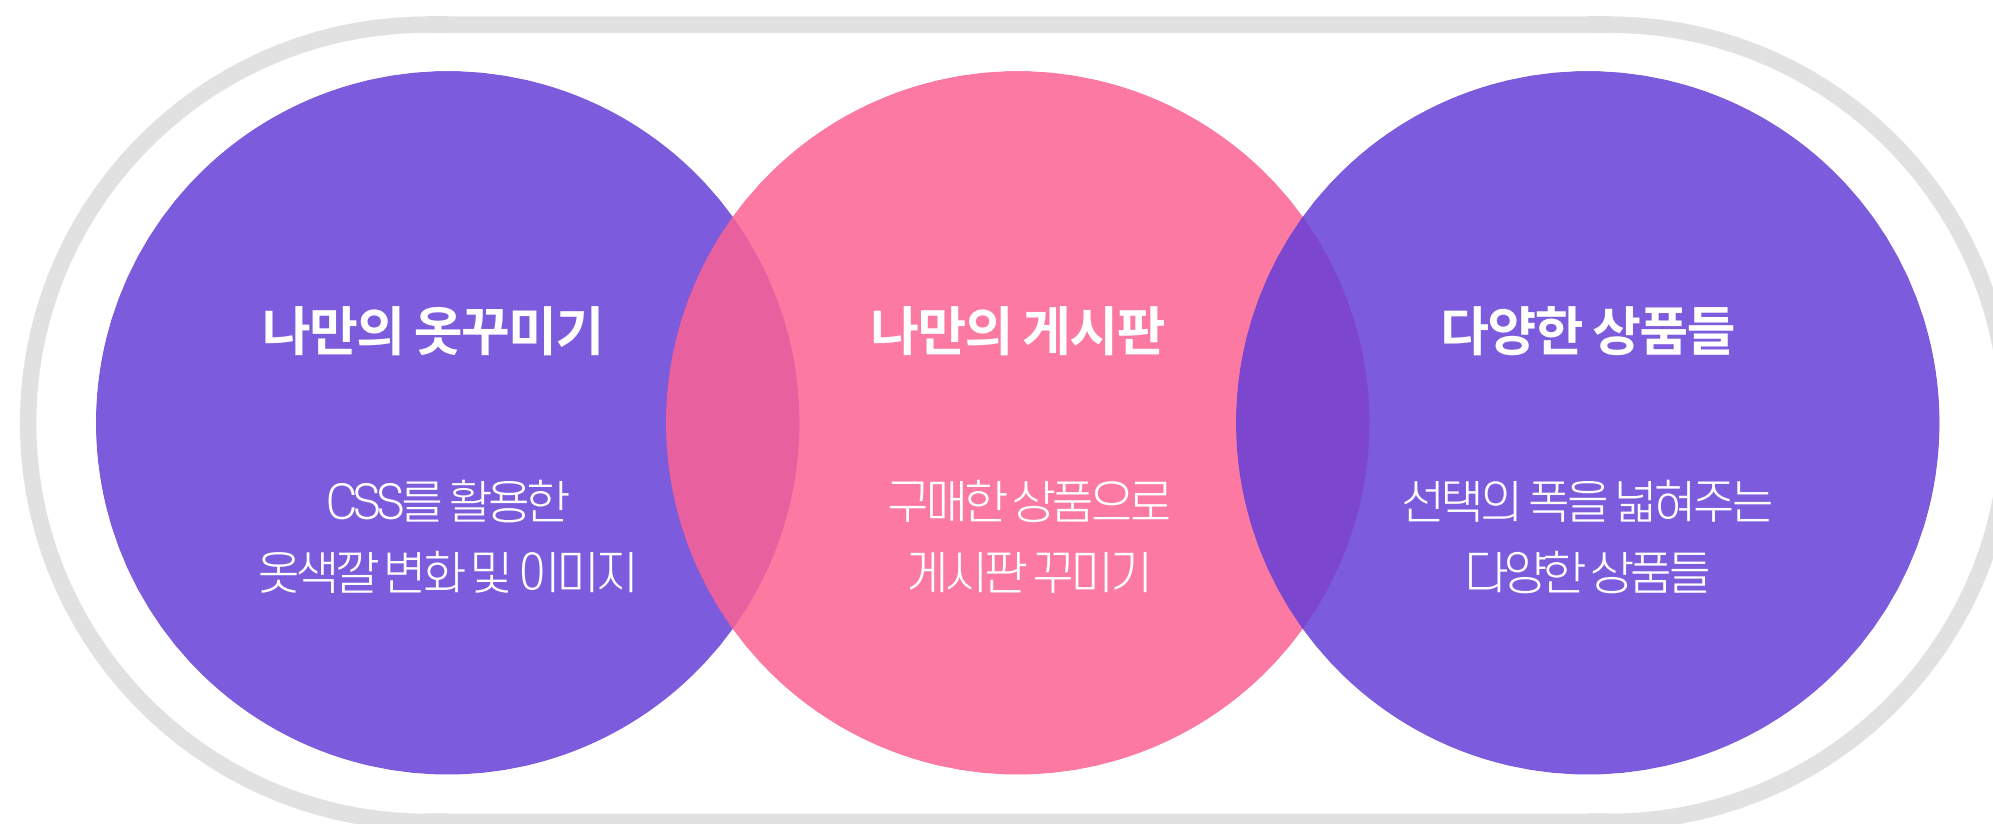 나만의 옷꾸미기
CSS를 활용한
옷색깔 변화 및 이미지
나만의 게시판
구매한 상품으로
게시판 꾸미기
다양한 상품들
선택의 폭을 넓혀주는
다양한 상품들